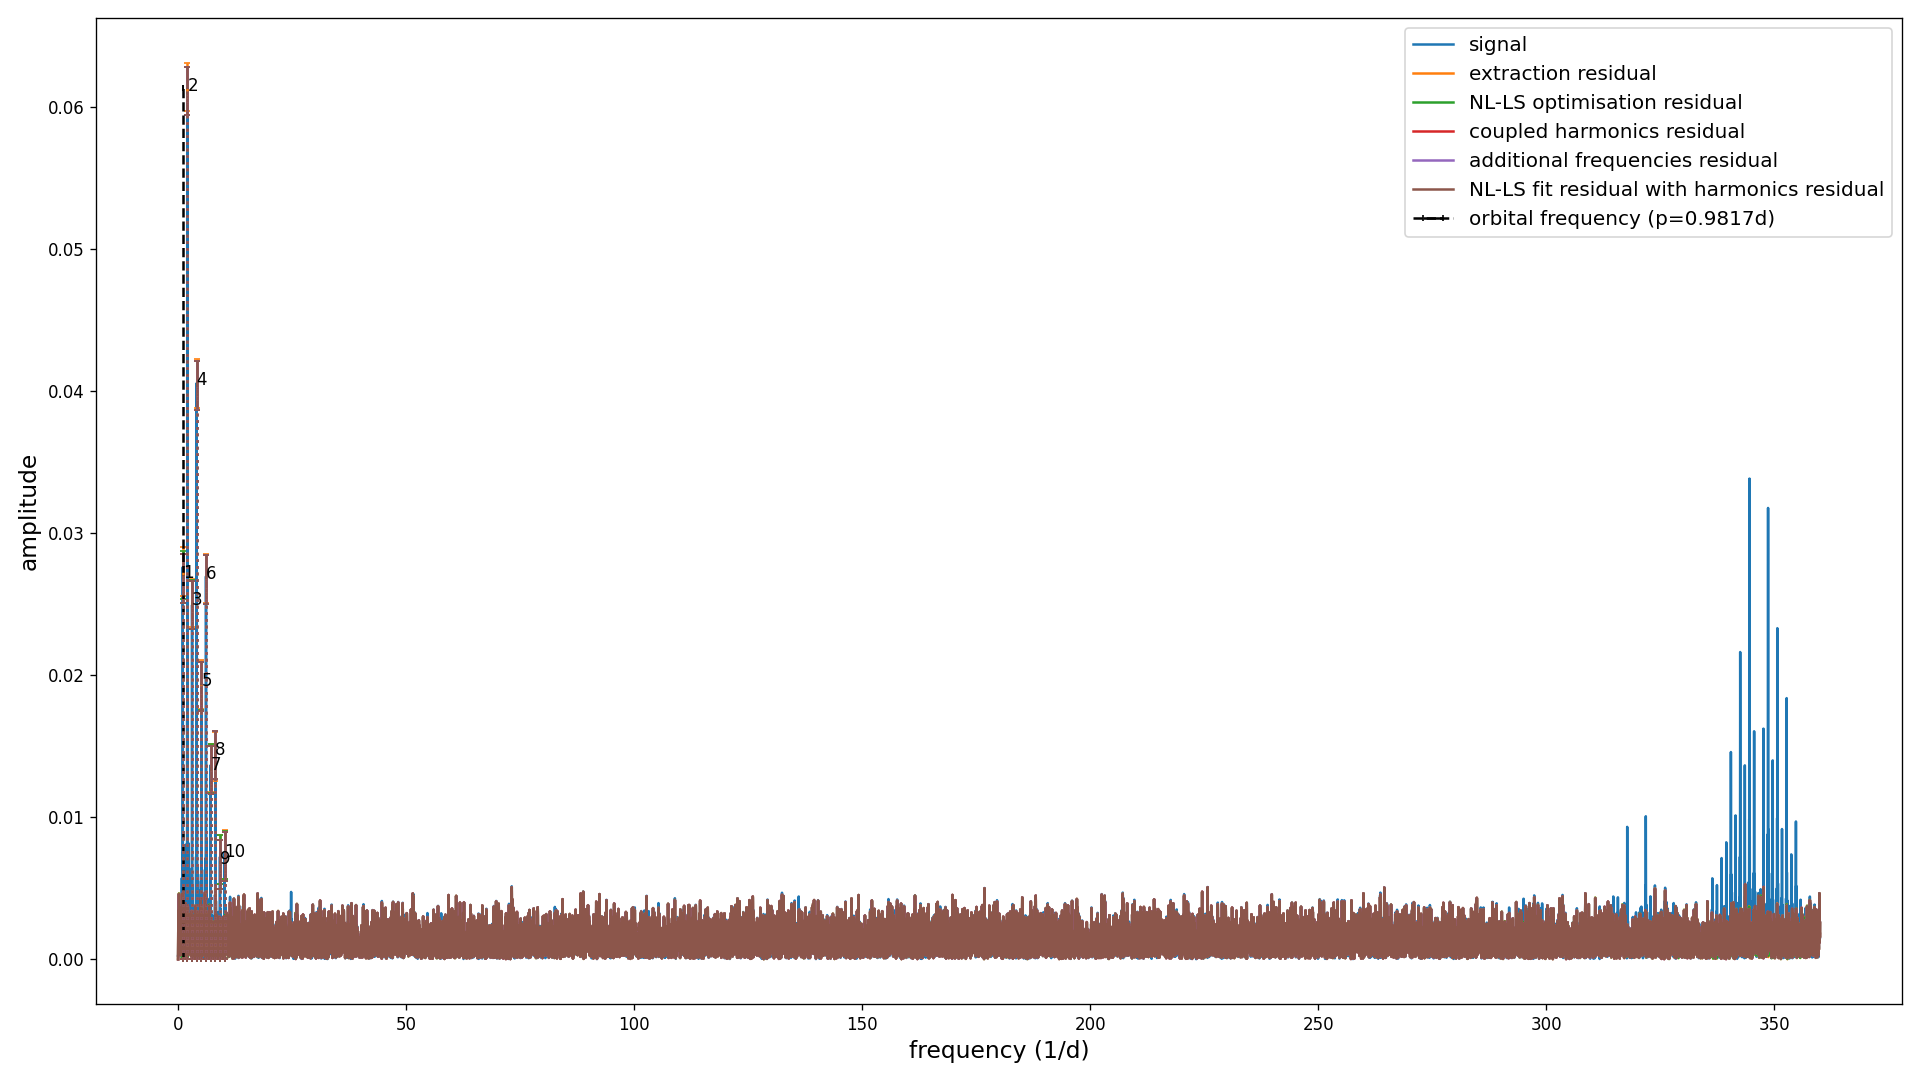 signal
extraction residual
NL-LS optimisation residual
coupled harmonics residual
additional frequencies residual
NL-LS fit residual with harmonics residual
orbital frequency (p=0.9817d)
2
4
1
6
3
5
8
7
10
9
0.06
0.05
0.04
0.03
0.02
0.01
0.00
amplitude
0 50 100 150 200 250 300 350
frequency (1/d)